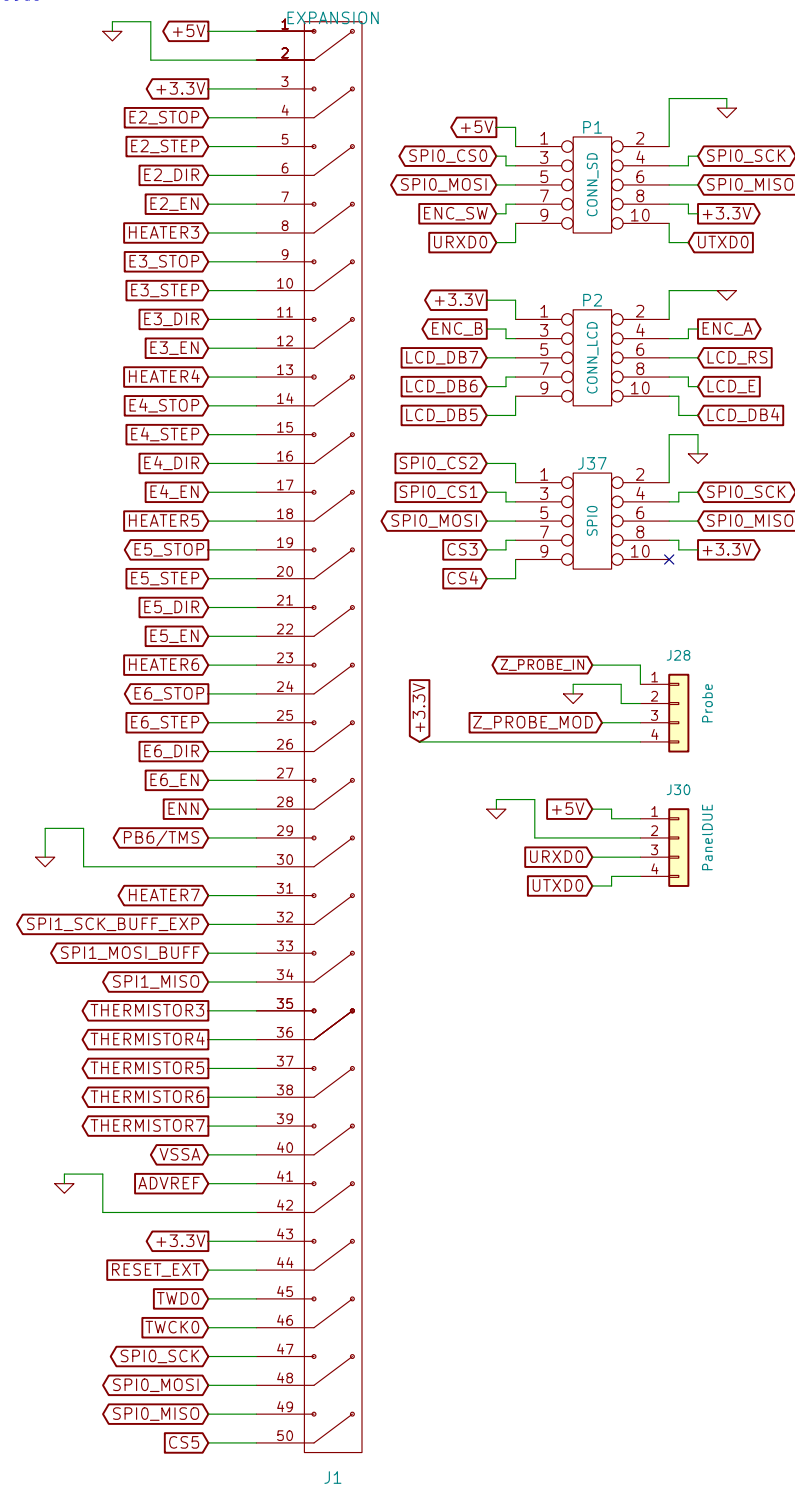 EXPANSION
+5V 1
2
+3.3V 3
E2_STOP 4
E2_STEP 5
E2_DIR 6
E2_EN 7
HEATER3 8
E3_STOP 9
E3_STEP 10
E3_DIR 11
E3_EN 12
HEATER4 13
E4_STOP 14
E4_STEP 15
E4_DIR 16
E4_EN 17
HEATER5 18
E5_STOP 19
E5_STEP 20
E5_DIR 21
E5_EN 22
HEATER6 23
E6_STOP 24
E6_STEP 25
E6_DIR 26
E6_EN 27
ENN 28
PB6/TMS 29
30
HEATER7 31
SPI1_SCK_BUFF_EXP 32
SPI1_MOSI_BUFF 33
SPI1_MISO 34
THERMISTOR3 35
THERMISTOR4 36
THERMISTOR5 37
THERMISTOR6 38
THERMISTOR7 39
VSSA 40
ADVREF 41
42
+3.3V 43
RESET_EXT 44
TWD0 45
TWCK0 46
SPI0_SCK 47
SPI0_MOSI 48
SPI0_MISO 49
CS5 50
J1
P1
CONN_SD
+5V 1 2
SPI0_CS0 3 4 SPI0_SCK
SPI0_MOSI 5 6 SPI0_MISO
ENC_SW 7 8 +3.3V
URXD0 9 10 UTXD0
P2
CONN_LCD
+3.3V 1 2
ENC_B 3 4 ENC_A
LCD_DB7 5 6 LCD_RS
LCD_DB6 7 8 LCD_E
LCD_DB5 9 10 LCD_DB4
J37
SPI0
SPI0_CS2 1 2
SPI0_CS1 3 4 SPI0_SCK
SPI0_MOSI 5 6 SPI0_MISO
CS3 7 8 +3.3V
CS4 9 10
J28
Probe
Z_PROBE_IN 1
2
Z_PROBE_MOD 3
+3.3V 4
J30
PanelDUE
+5V 1
2
URXD0 3
UTXD0 4